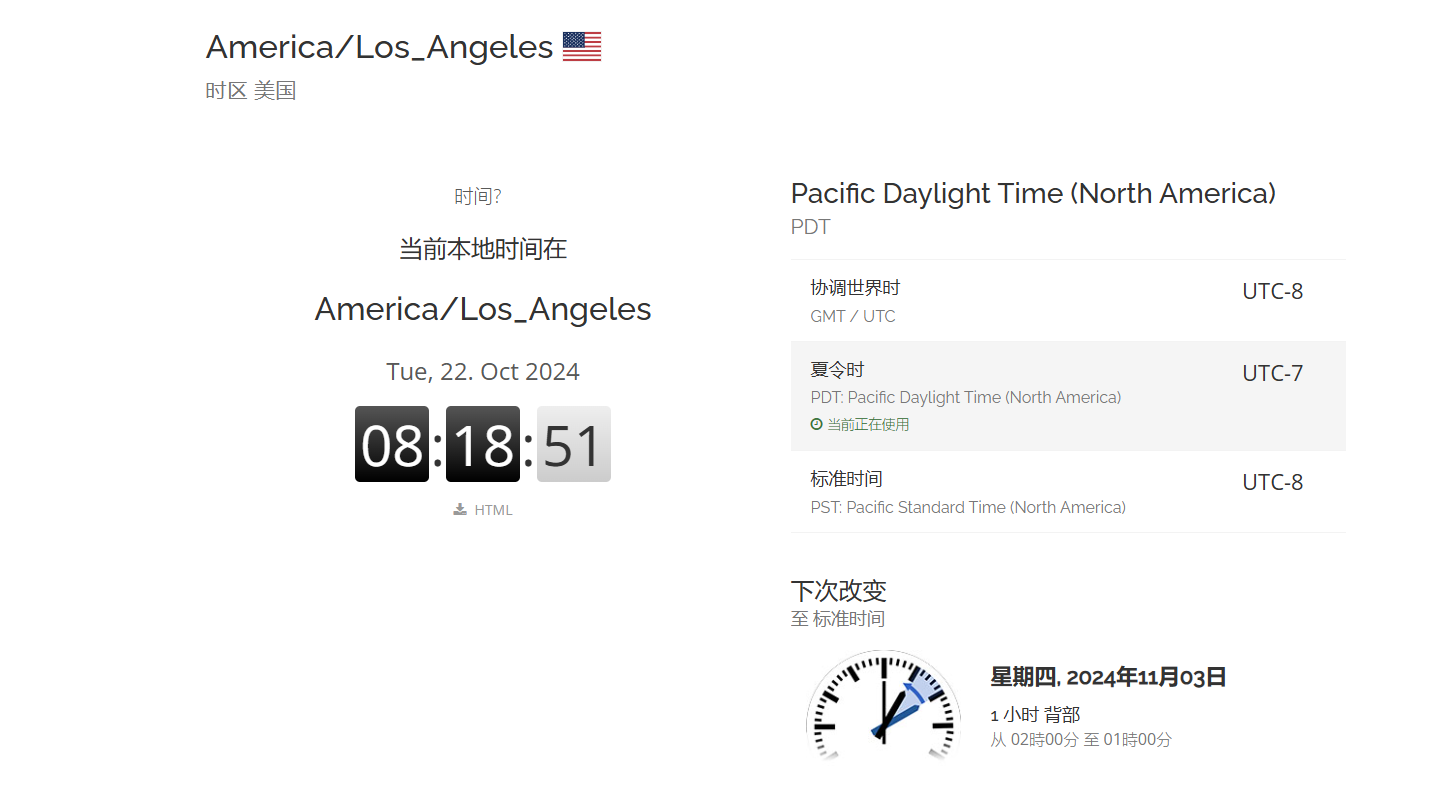 America/Los_Angeles
时区 美国
时间?
当前本地时间在
America/Los_Angeles
Tue, 22. Oct 2024
08:18:51
HTML
Pacific Daylight Time (North America)
PDT
协调世界时 UTC-8
GMT / UTC
夏令时 UTC-7
PDT: Pacific Daylight Time (North America)
当前正在使用
标准时间 UTC-8
PST: Pacific Standard Time (North America)
下次改变
至 标准时间
星期四, 2024年11月03日
1 小时 背部
从 02時00分 至 01時00分